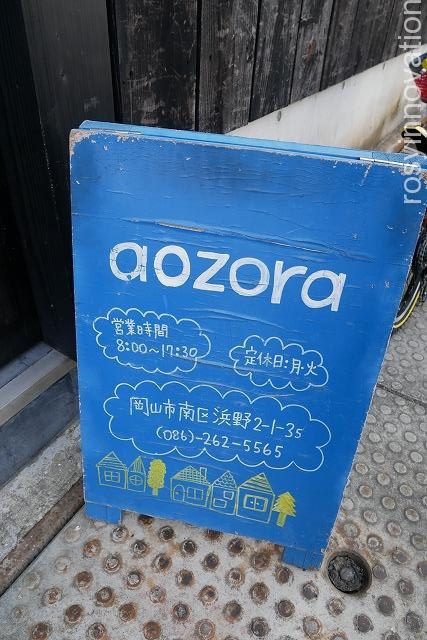 aozora
営業時間
8:00〜17:30
定休日:月・火
岡山市南区浜野2-1-35
(086)-262-5565
rosyinnovation